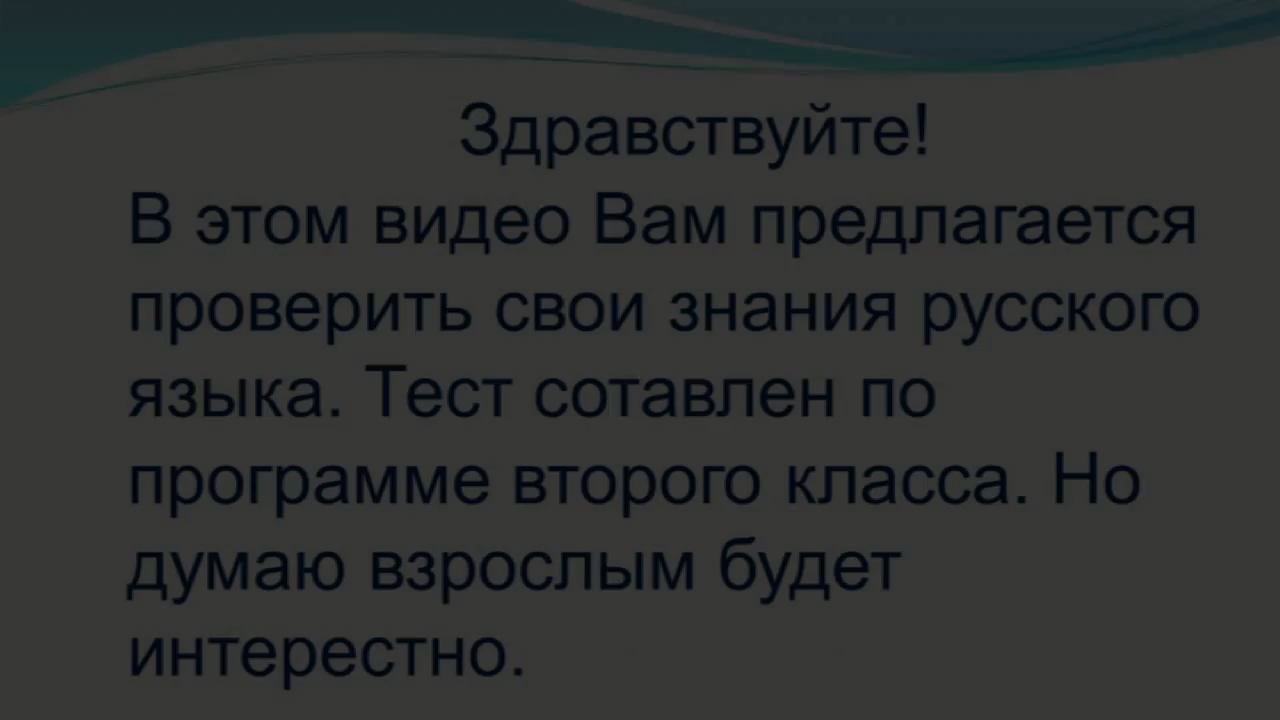 Здравствуйте!
В этом видео Вам предлагается
проверить свои знания русского
языка. Тест сотавлен по
программе второго класса. Но
думаю взрослым будет
интерестно.